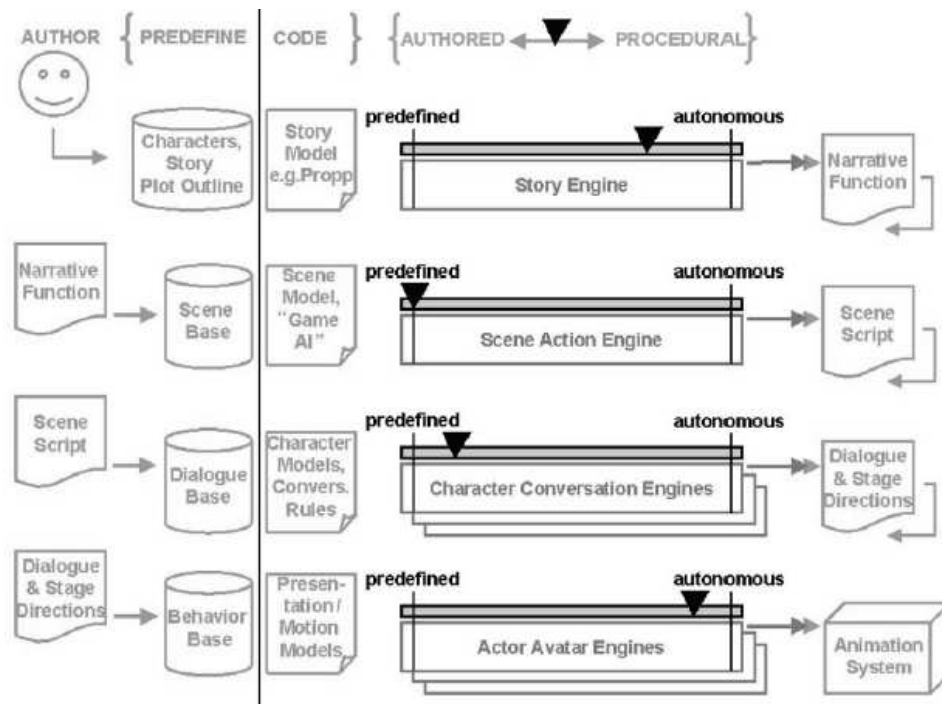 AUTHOR { PREDEFINE CODE } { AUTHORED PROCEDURAL }
Characters,
Story
Plot Outline
Story
Model
e.g.Propp
predefined autonomous
Story Engine
Narrative
Function
Narrative
Function
Scene
Base
Scene
Model,
“Game
AI”
predefined autonomous
Scene Action Engine
Scene
Script
Scene
Script
Dialogue
Base
Character
Models,
Convers.
Rules
predefined autonomous
Character Conversation Engines
Dialogue
& Stage
Directions
Dialogue
& Stage
Directions
Behavior
Base
Presen-
tation /
Motion
Models
predefined autonomous
Actor Avatar Engines
Animation
System